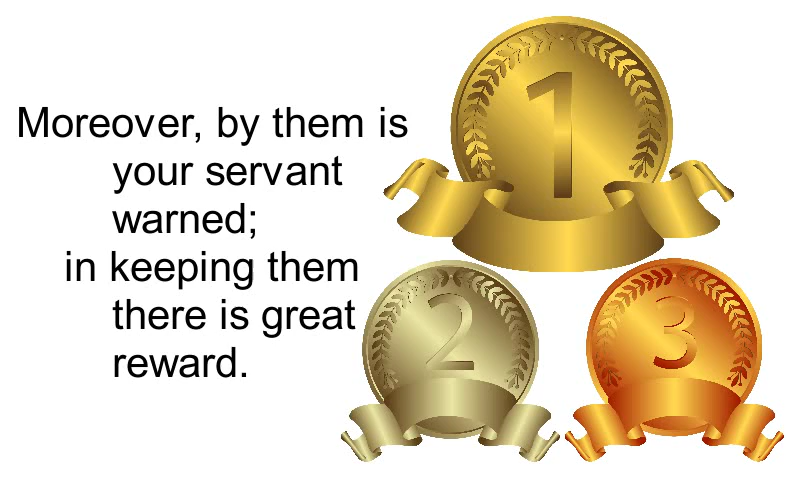 Moreover, by them is
your servant
warned;
in keeping them
there is great
reward.
1
2
3